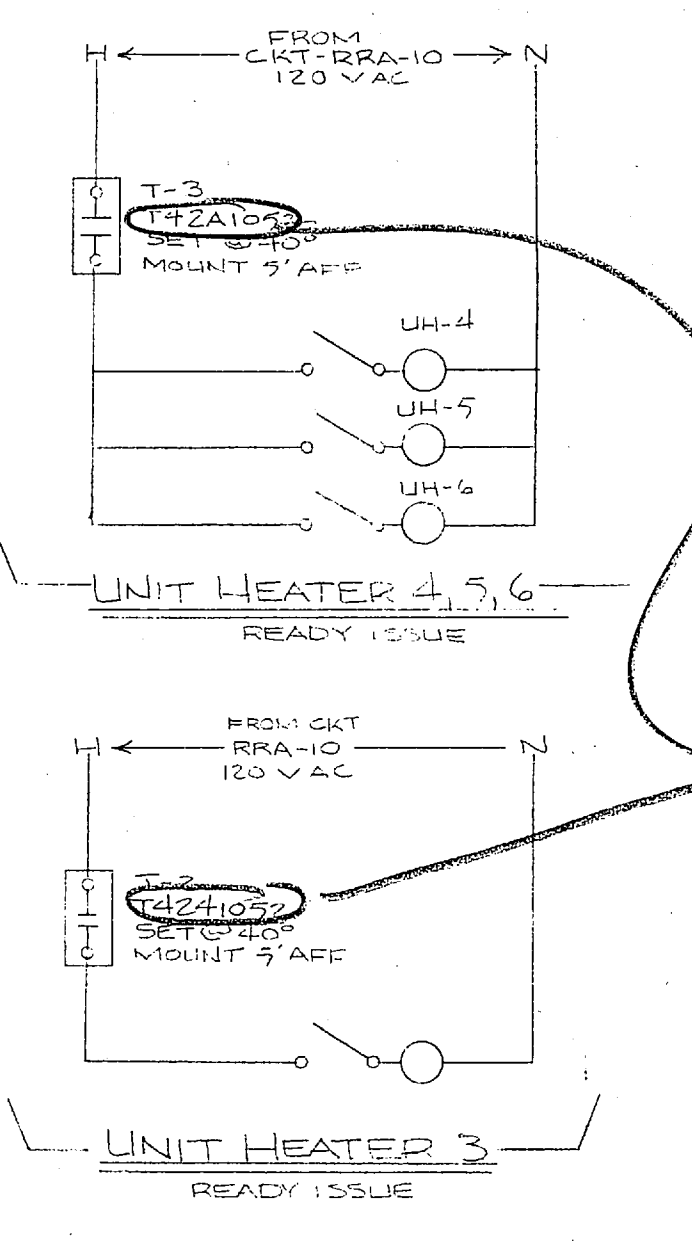 FROM
H CKT-RRA-10 N
120 VAC
T-3
T42A1053
SET @ 40°
MOUNT 5' AFF
UH-4
UH-5
UH-6
UNIT HEATER 4, 5, 6
READY ISSUE
FROM CKT
H RRA-10 N
120 VAC
T-2
SET @ 40°
MOUNT 5' AFF
UNIT HEATER 3
READY ISSUE